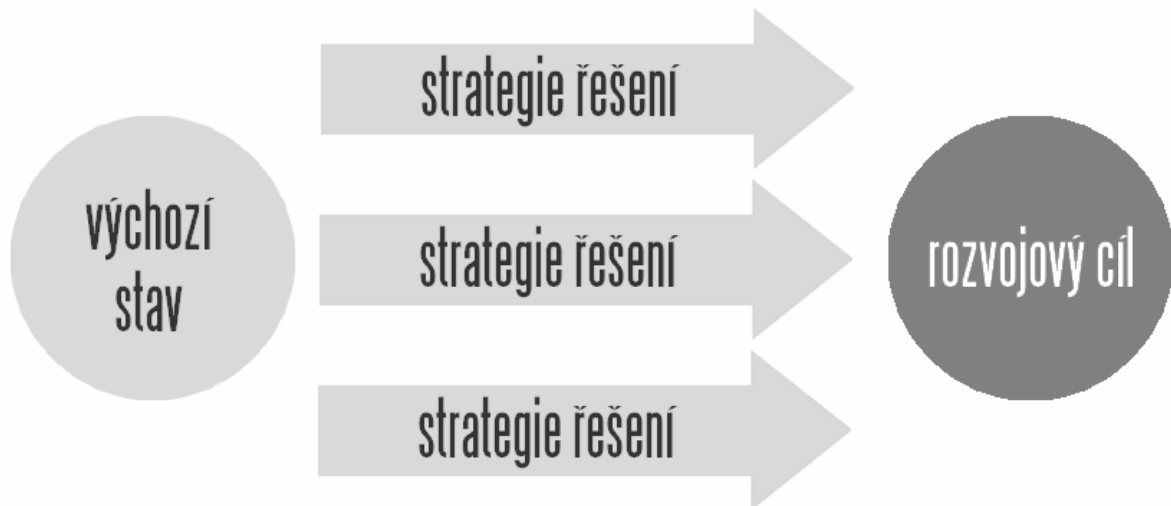 strategie řešení
výchozí
stav
strategie řešení
rozvojový cíl
strategie řešení